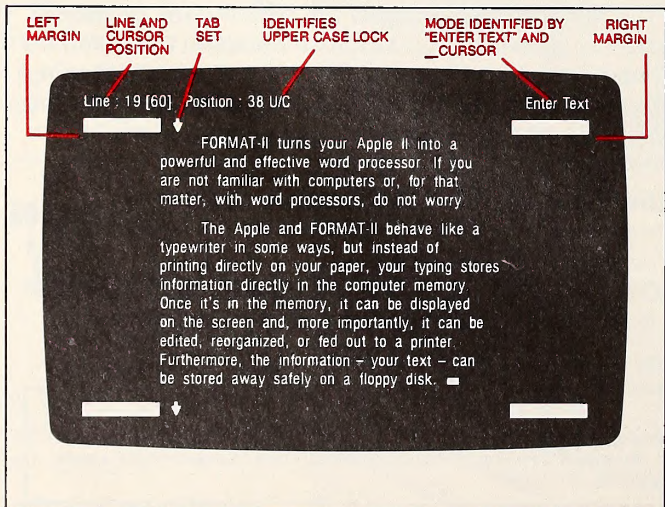 LEFT MARGIN
LINE AND CURSOR POSITION
TAB SET
IDENTIFIES UPPER CASE LOCK
MODE IDENTIFIED BY "ENTER TEXT" AND _CURSOR
RIGHT MARGIN
Line : 19 [60] Position : 38 U/C Enter Text
FORMAT-II turns your Apple II into a
powerful and effective word processor. If you
are not familiar with computers or, for that
matter, with word processors, do not worry.
The Apple and FORMAT-II behave like a
typewriter in some ways, but instead of
printing directly on your paper, your typing stores
information directly in the computer memory.
Once it's in the memory, it can be displayed
on the screen and, more importantly, it can be
edited, reorganized, or fed out to a printer.
Furthermore, the information – your text – can
be stored away safely on a floppy disk.